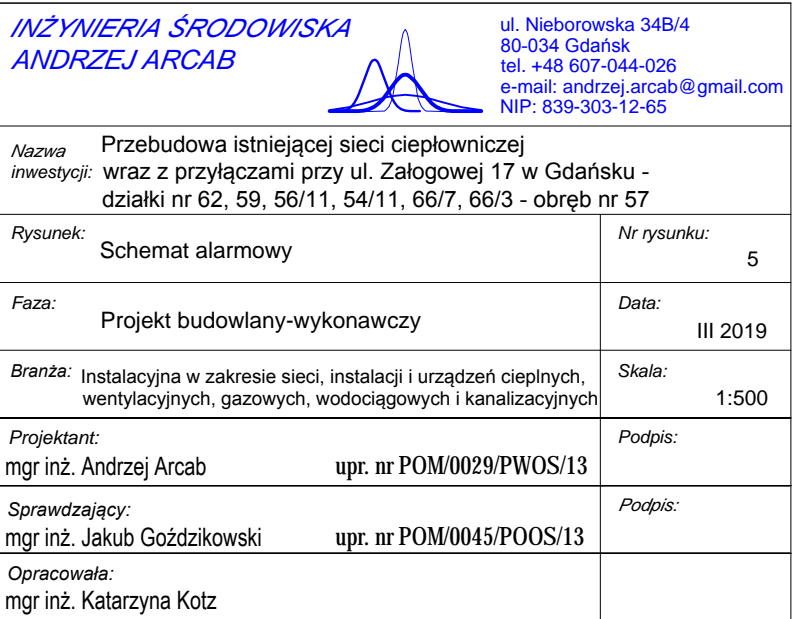 INŻYNIERIA ŚRODOWISKA
ANDRZEJ ARCAB
ul. Nieborowska 34B/4
80-034 Gdańsk
tel. +48 607-044-026
e-mail: andrzej.arcab@gmail.com
NIP: 839-303-12-65
Nazwa inwestycji:
Przebudowa istniejącej sieci ciepłowniczej
wraz z przyłączami przy ul. Załogowej 17 w Gdańsku -
działki nr 62, 59, 56/11, 54/11, 66/7, 66/3 - obręb nr 57
Rysunek:
Schemat alarmowy
Nr rysunku:
5
Faza:
Projekt budowlany-wykonawczy
Data:
III 2019
Branża: Instalacyjna w zakresie sieci, instalacji i urządzeń cieplnych,
wentylacyjnych, gazowych, wodociągowych i kanalizacyjnych
Skala:
1:500
Projektant:
mgr inż. Andrzej Arcab upr. nr POM/0029/PWOS/13
Podpis:
Sprawdzający:
mgr inż. Jakub Goździkowski upr. nr POM/0045/POOS/13
Podpis:
Opracowała:
mgr inż. Katarzyna Kotz